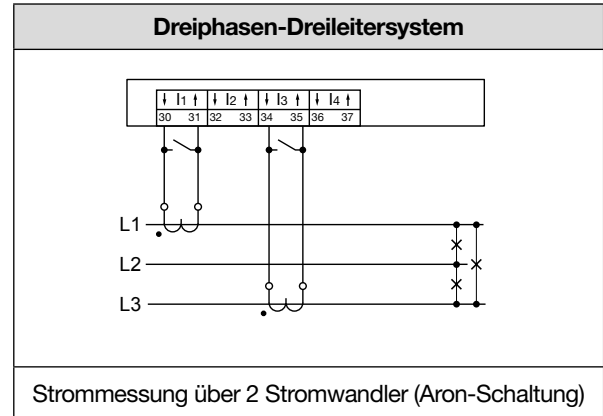 Dreiphasen-Dreileitersystem
I1 I2 I3 I4
30 31 32 33 34 35 36 37
L1
L2
L3
Strommessung über 2 Stromwandler (Aron-Schaltung)